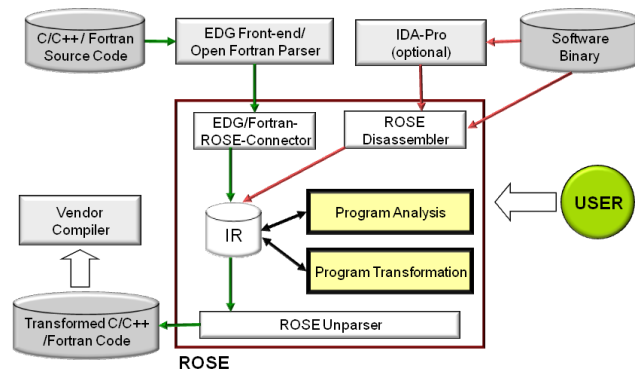 C/C++ / Fortran
Source Code
EDG Front-end/
Open Fortran Parser
IDA-Pro
(optional)
Software
Binary
EDG/Fortran-
ROSE-Connector
ROSE
Disassembler
IR
Program Analysis
Program Transformation
USER
Vendor
Compiler
Transformed C/C++
/Fortran Code
ROSE Unparser
ROSE